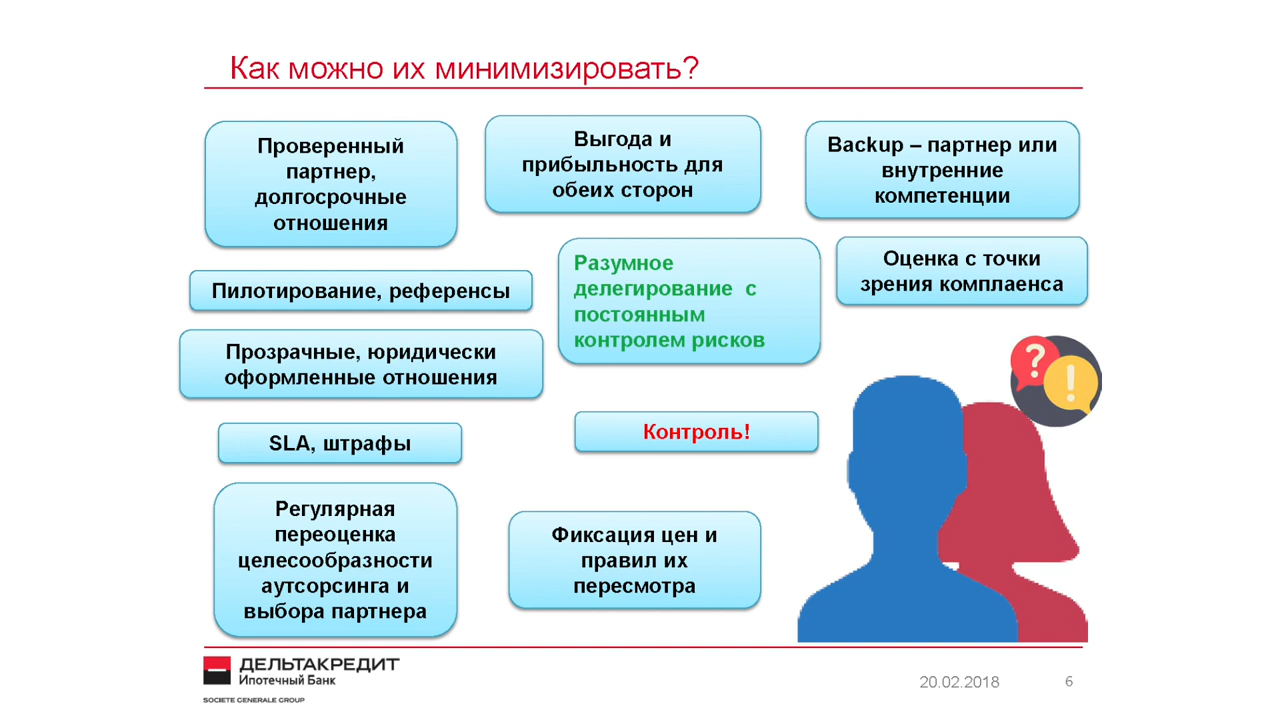 Как можно их минимизировать?
Проверенный
партнер,
долгосрочные
отношения
Выгода и
прибыльность для
обеих сторон
Backup – партнер или
внутренние
компетенции
Пилотирование, референсы
Разумное
делегирование с
постоянным
контролем рисков
Оценка с точки
зрения комплаенса
Прозрачные, юридически
оформленные отношения
SLA, штрафы
Контроль!
Регулярная
переоценка
целесообразности
аутсорсинга и
выбора партнера
Фиксация цен и
правил их
пересмотра
? !
ДЕЛЬТАКРЕДИТ
Ипотечный Банк
SOCIETE GENERALE GROUP
20.02.2018
6